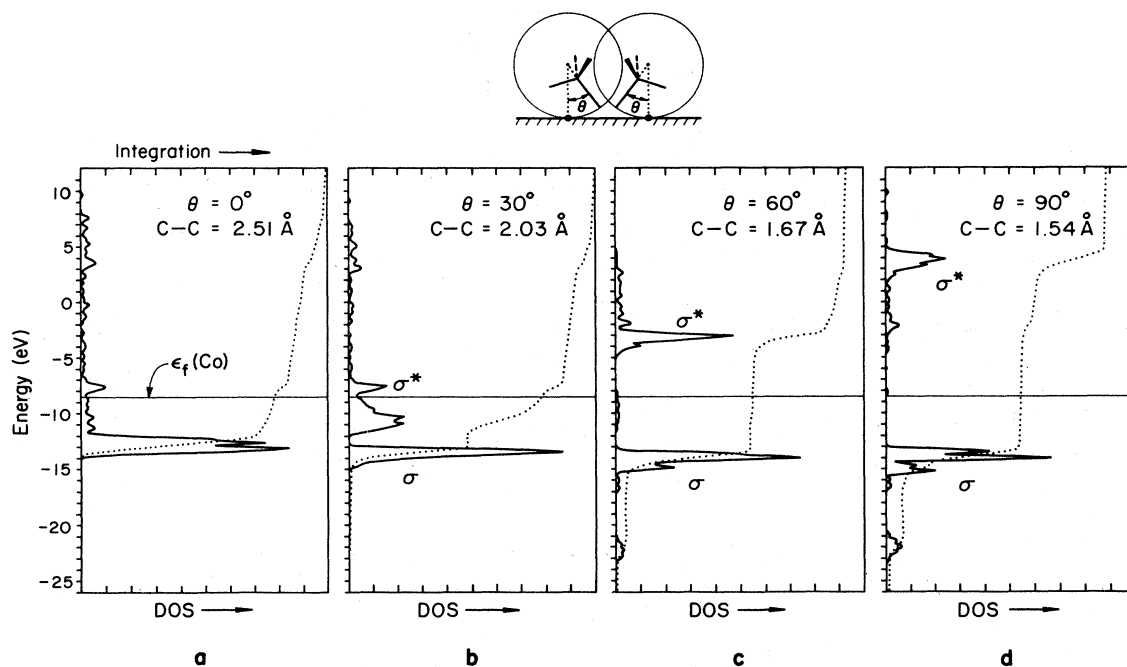 θ θ
Integration →
θ = 0°
C–C = 2.51 Å
θ = 30°
C–C = 2.03 Å
θ = 60°
C–C = 1.67 Å
θ = 90°
C–C = 1.54 Å
10
5
0
-5
-10
-15
-20
-25
Energy (eV)
ϵf (Co)
σ*
σ
σ*
σ
σ*
σ
DOS →
DOS →
DOS →
DOS →
a
b
c
d